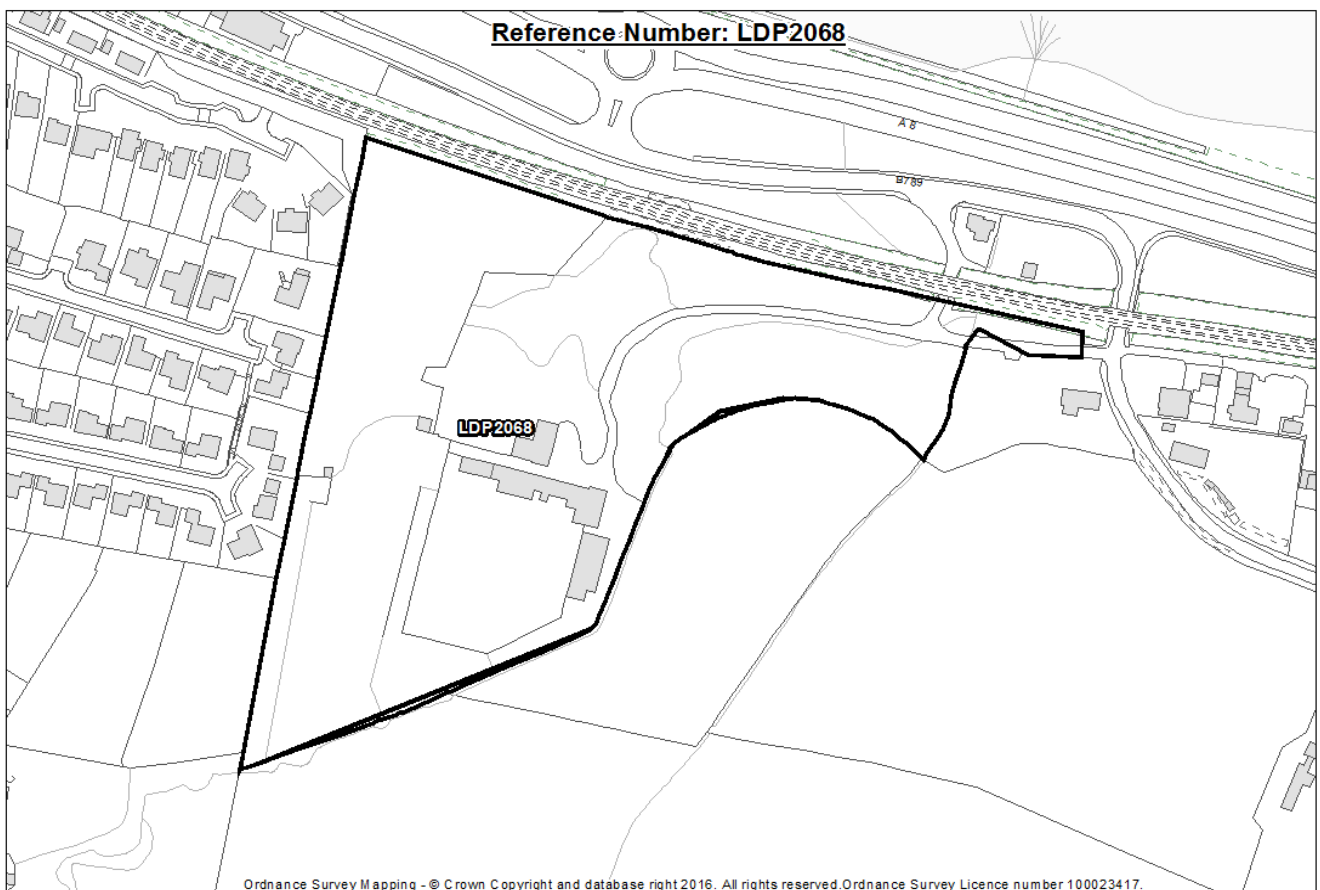 Reference Number: LDP2068
A 8
B789
LDP2068
Ordnance Survey Mapping - © Crown Copyright and database right 2016. All rights reserved.Ordnance Survey Licence number 100023417.